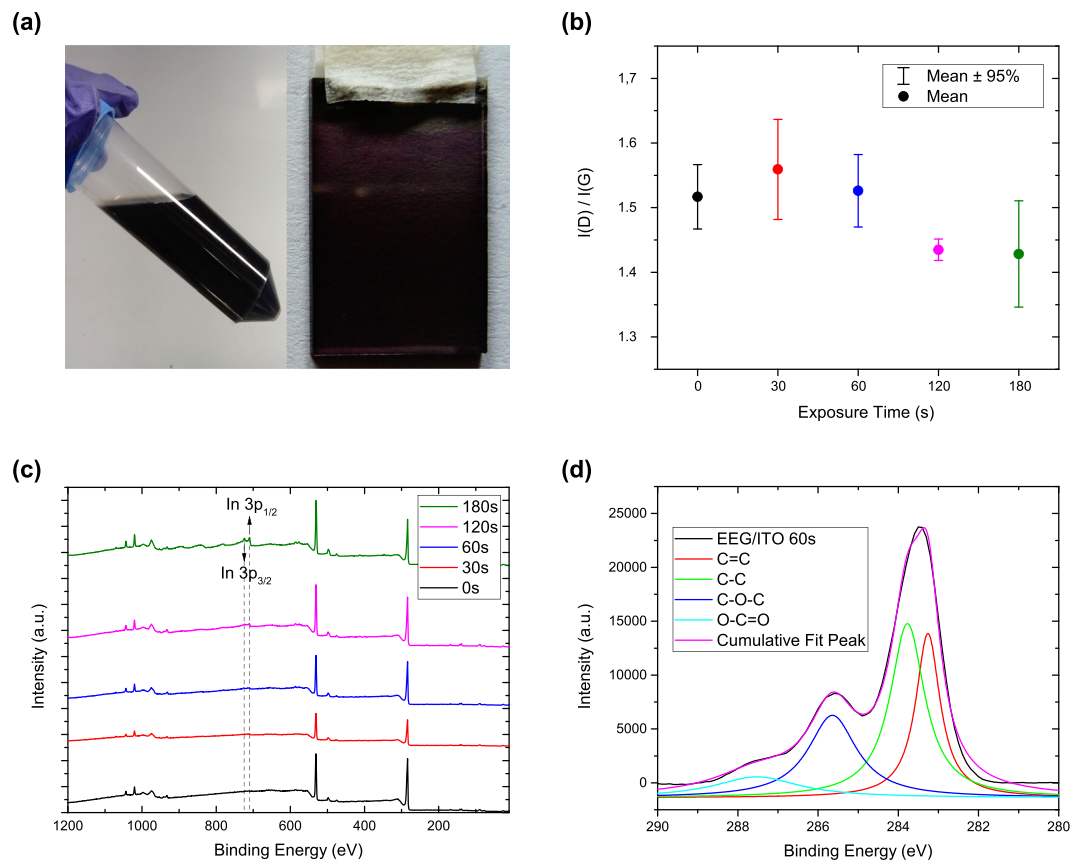 (a)
(b)
1,7
1.6
1.5
1.4
1.3
I(D) / I(G)
Mean ± 95%
Mean
0
30
60
120
180
Exposure Time (s)
(c)
Intensity (a.u.)
In 3p1/2
In 3p3/2
180s
120s
60s
30s
0s
1200
1000
800
600
400
200
Binding Energy (eV)
(d)
25000
20000
15000
10000
5000
0
Intensity (a.u.)
EEG/ITO 60s
C=C
C-C
C-O-C
O-C=O
Cumulative Fit Peak
290
288
286
284
282
280
Binding Energy (eV)